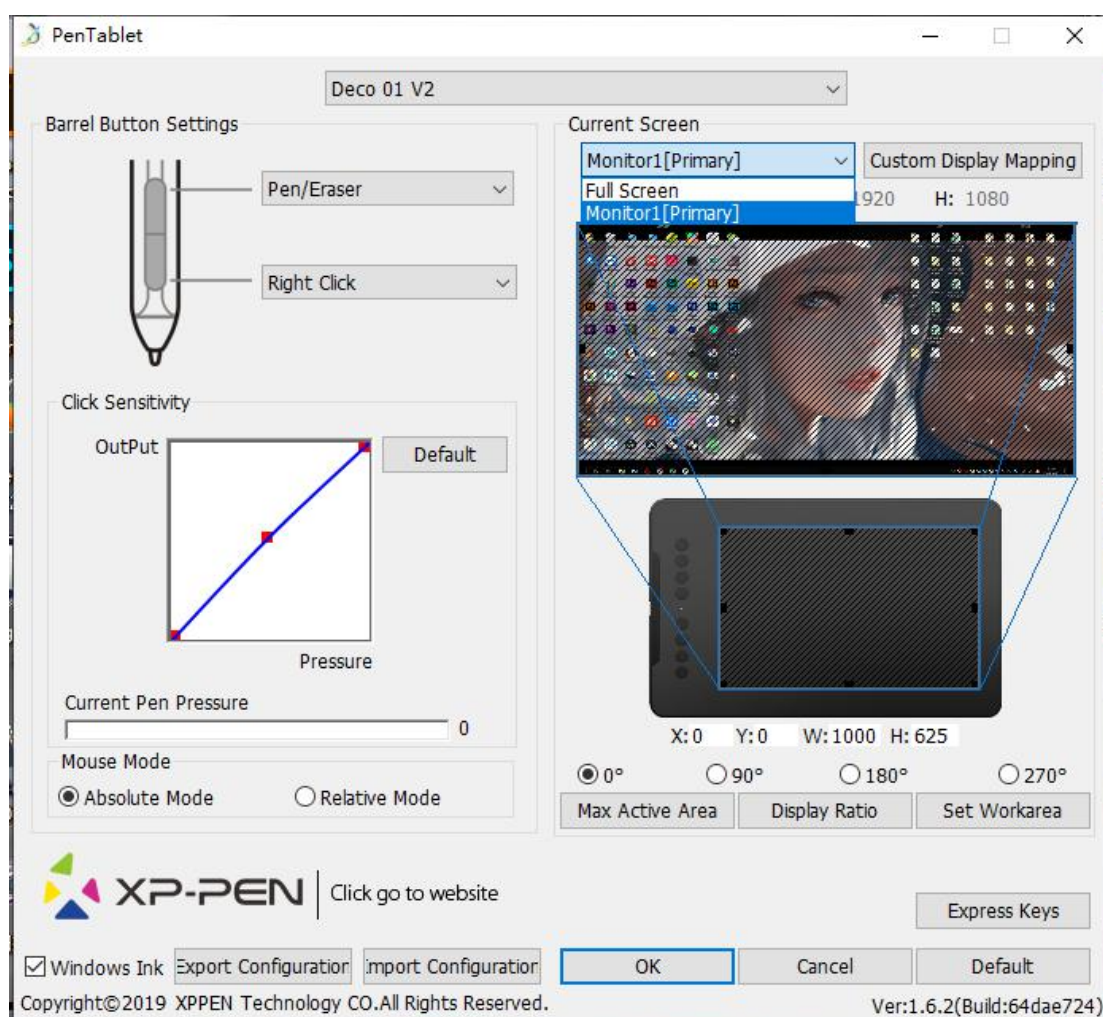 PenTablet
Deco 01 V2
Barrel Button Settings
Pen/Eraser
Right Click
Click Sensitivity
OutPut
Default
Pressure
Current Pen Pressure
0
Mouse Mode
Absolute Mode
Relative Mode
Current Screen
Monitor1[Primary]
Custom Display Mapping
Full Screen
Monitor1[Primary]
1920 H: 1080
X: 0 Y: 0 W: 1000 H: 625
0° 90° 180° 270°
Max Active Area
Display Ratio
Set Workarea
XP-PEN
Click go to website
Express Keys
Windows Ink
Export Configuration
Import Configuration
OK
Cancel
Default
Copyright©2019 XPPEN Technology CO.All Rights Reserved.
Ver:1.6.2(Build:64dae724)